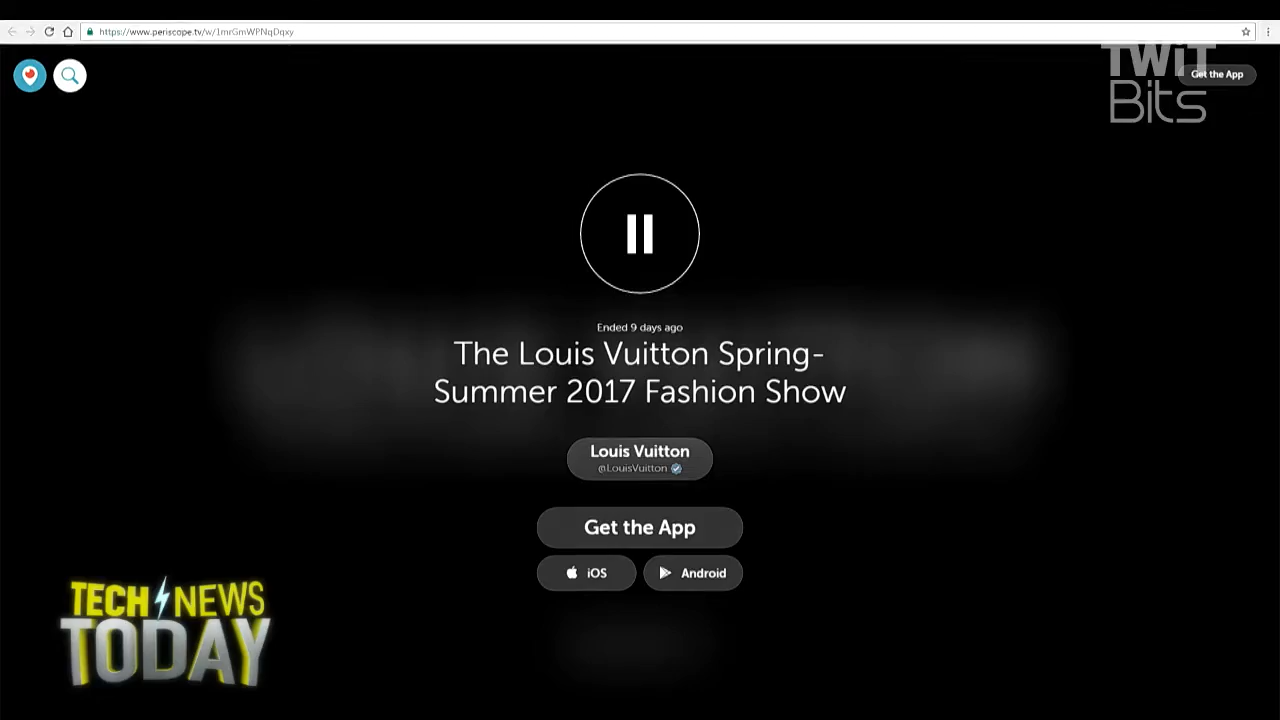 https://www.periscope.tv/w/1mrGmWPNqDqxy
TWiT
Bits
Get the App
Ended 9 days ago
The Louis Vuitton Spring-
Summer 2017 Fashion Show
Louis Vuitton
@LouisVuitton
Get the App
iOS
Android
TECH NEWS
TODAY